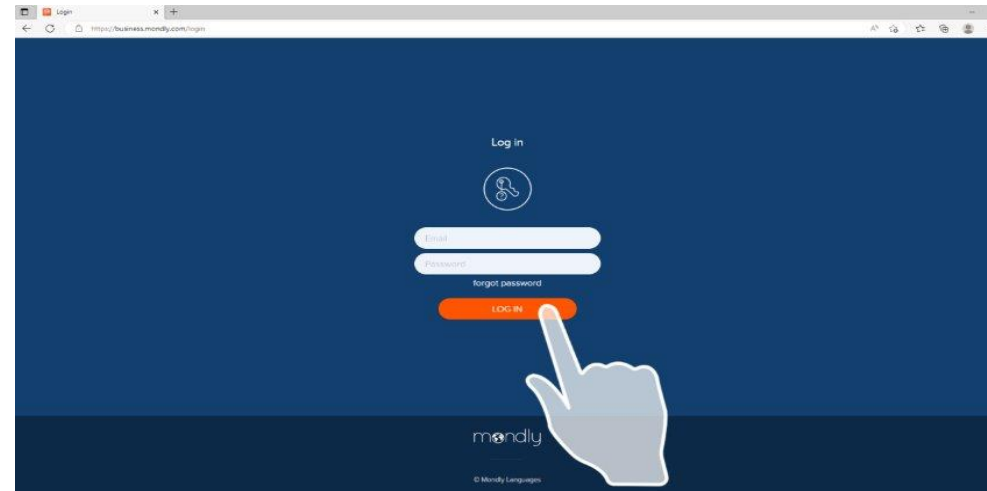 Login
https://business.mondly.com/login
Log in
Email
Password
forgot password
LOG IN
mondly
© Mondly Languages